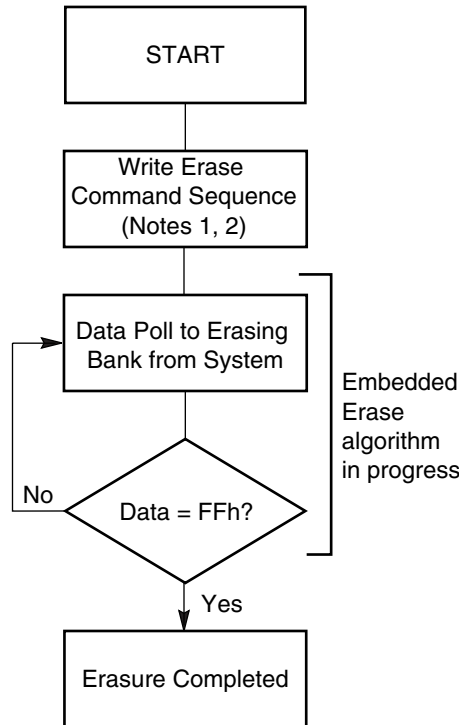 START
Write Erase
Command Sequence
(Notes 1, 2)
Data Poll to Erasing
Bank from System
Embedded
Erase
algorithm
in progress
No
Data = FFh?
Yes
Erasure Completed